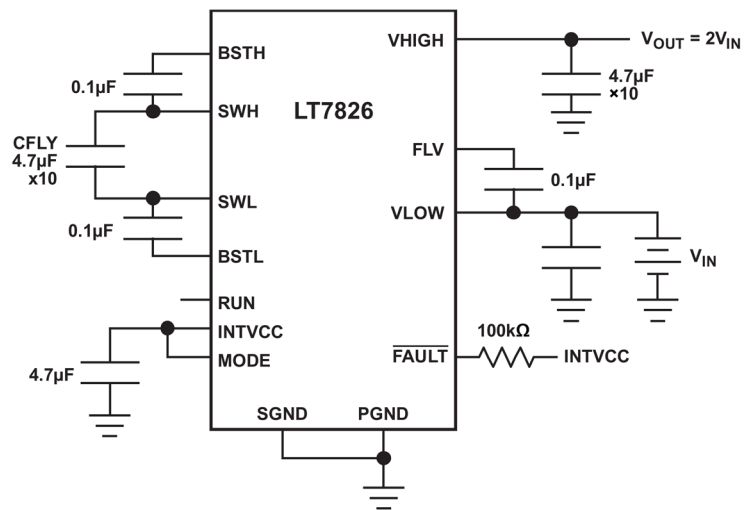 BSTH
0.1µF
SWH
CFLY
4.7µF
x10
SWL
0.1µF
BSTL
RUN
INTVCC
MODE
4.7µF
LT7826
SGND
PGND
VHIGH
VOUT = 2VIN
4.7µF
×10
FLV
0.1µF
VLOW
VIN
100kΩ
FAULT
INTVCC